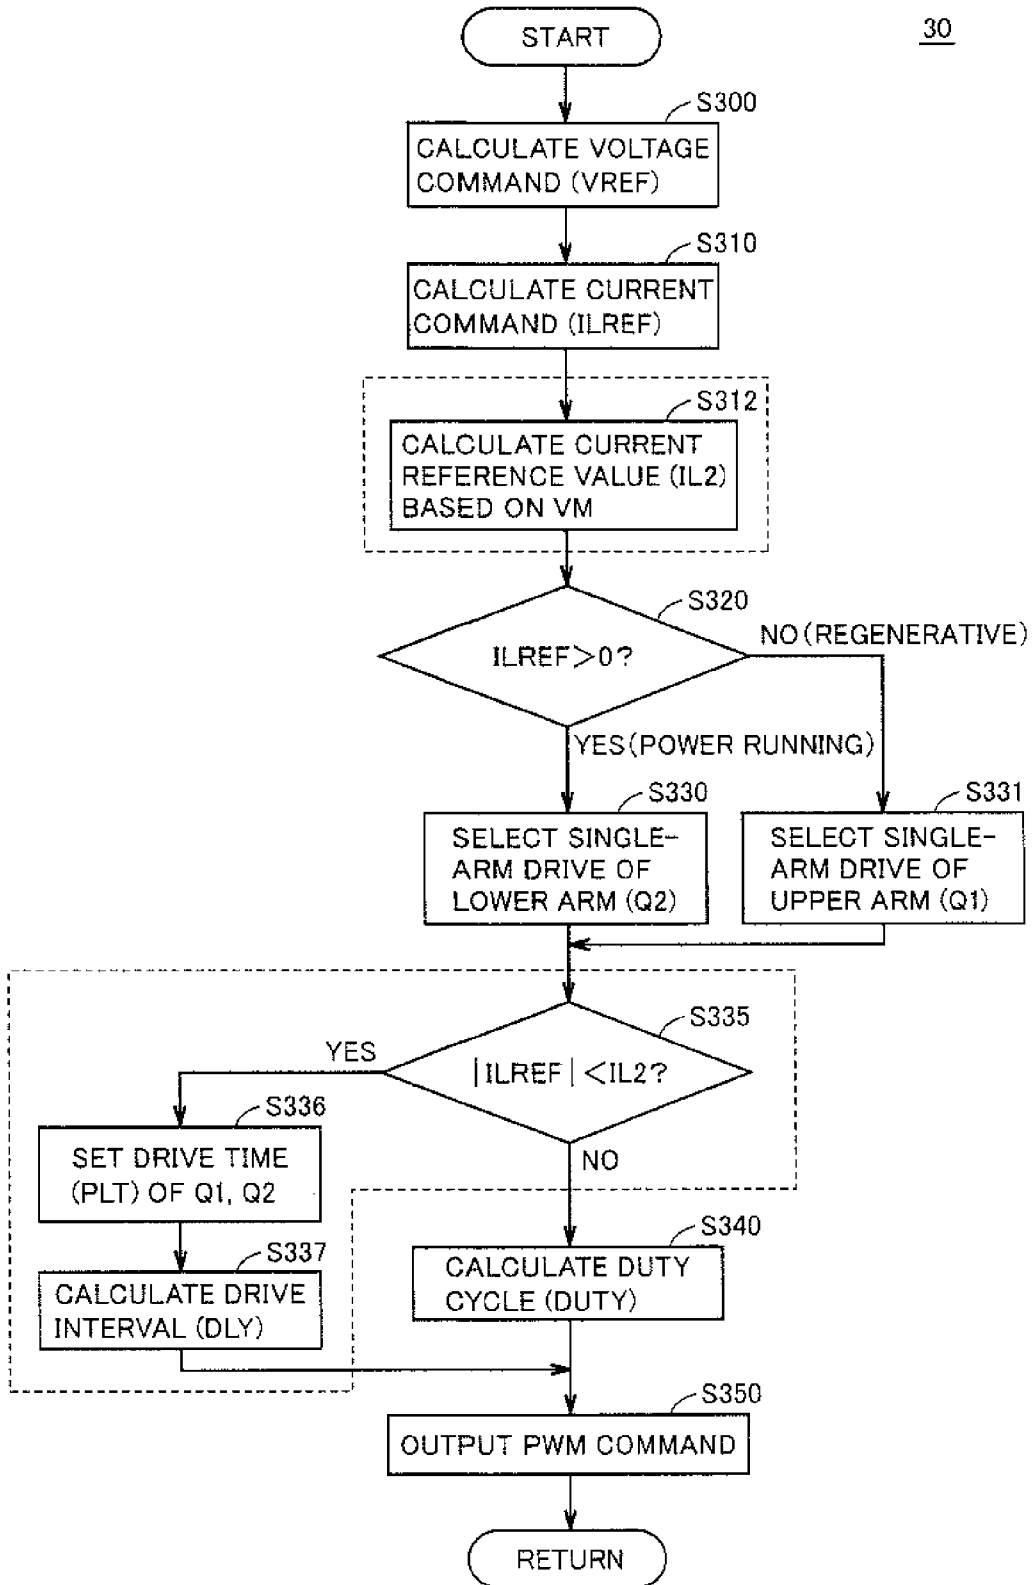 30
START
S300
CALCULATE VOLTAGE
COMMAND (VREF)
S310
CALCULATE CURRENT
COMMAND (ILREF)
S312
CALCULATE CURRENT
REFERENCE VALUE (IL2)
BASED ON VM
S320
ILREF>0?
NO (REGENERATIVE)
YES (POWER RUNNING)
S330
SELECT SINGLE-
ARM DRIVE OF
LOWER ARM (Q2)
S331
SELECT SINGLE-
ARM DRIVE OF
UPPER ARM (Q1)
S335
|ILREF|<IL2?
YES
NO
S336
SET DRIVE TIME
(PLT) OF Q1, Q2
S337
CALCULATE DRIVE
INTERVAL (DLY)
S340
CALCULATE DUTY
CYCLE (DUTY)
S350
OUTPUT PWM COMMAND
RETURN